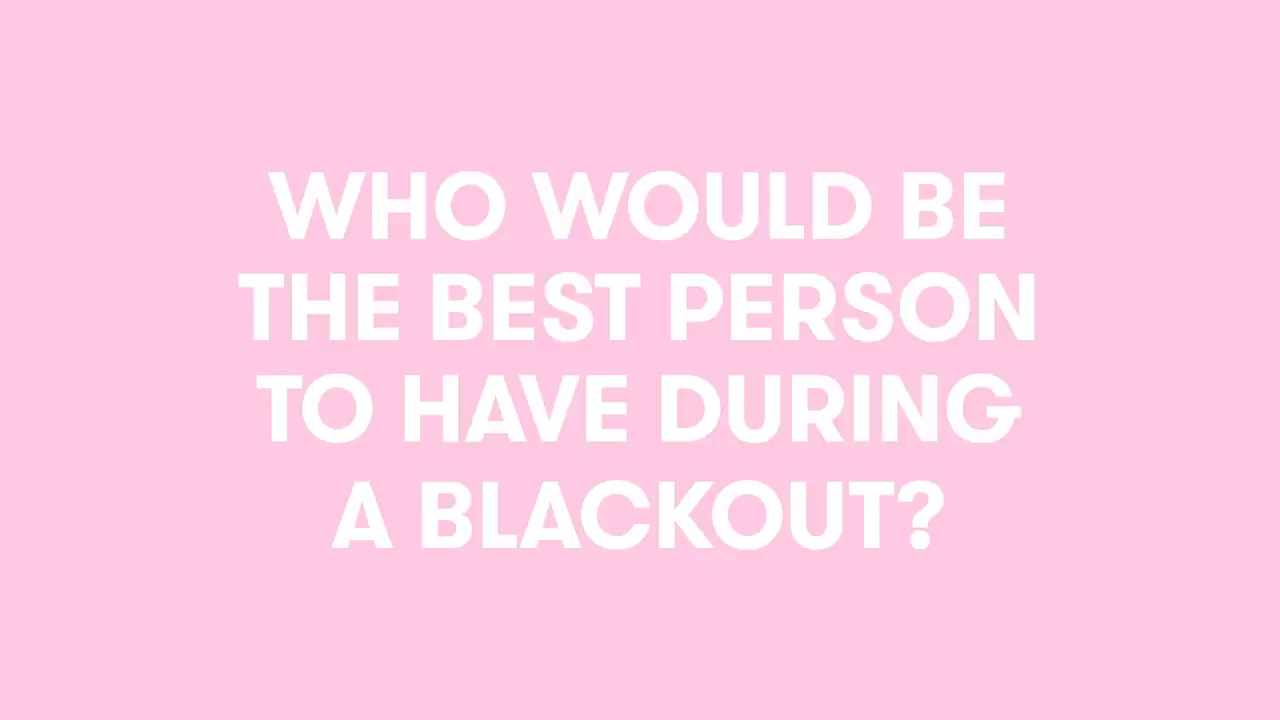 WHO WOULD BE
THE BEST PERSON
TO HAVE DURING
A BLACKOUT?